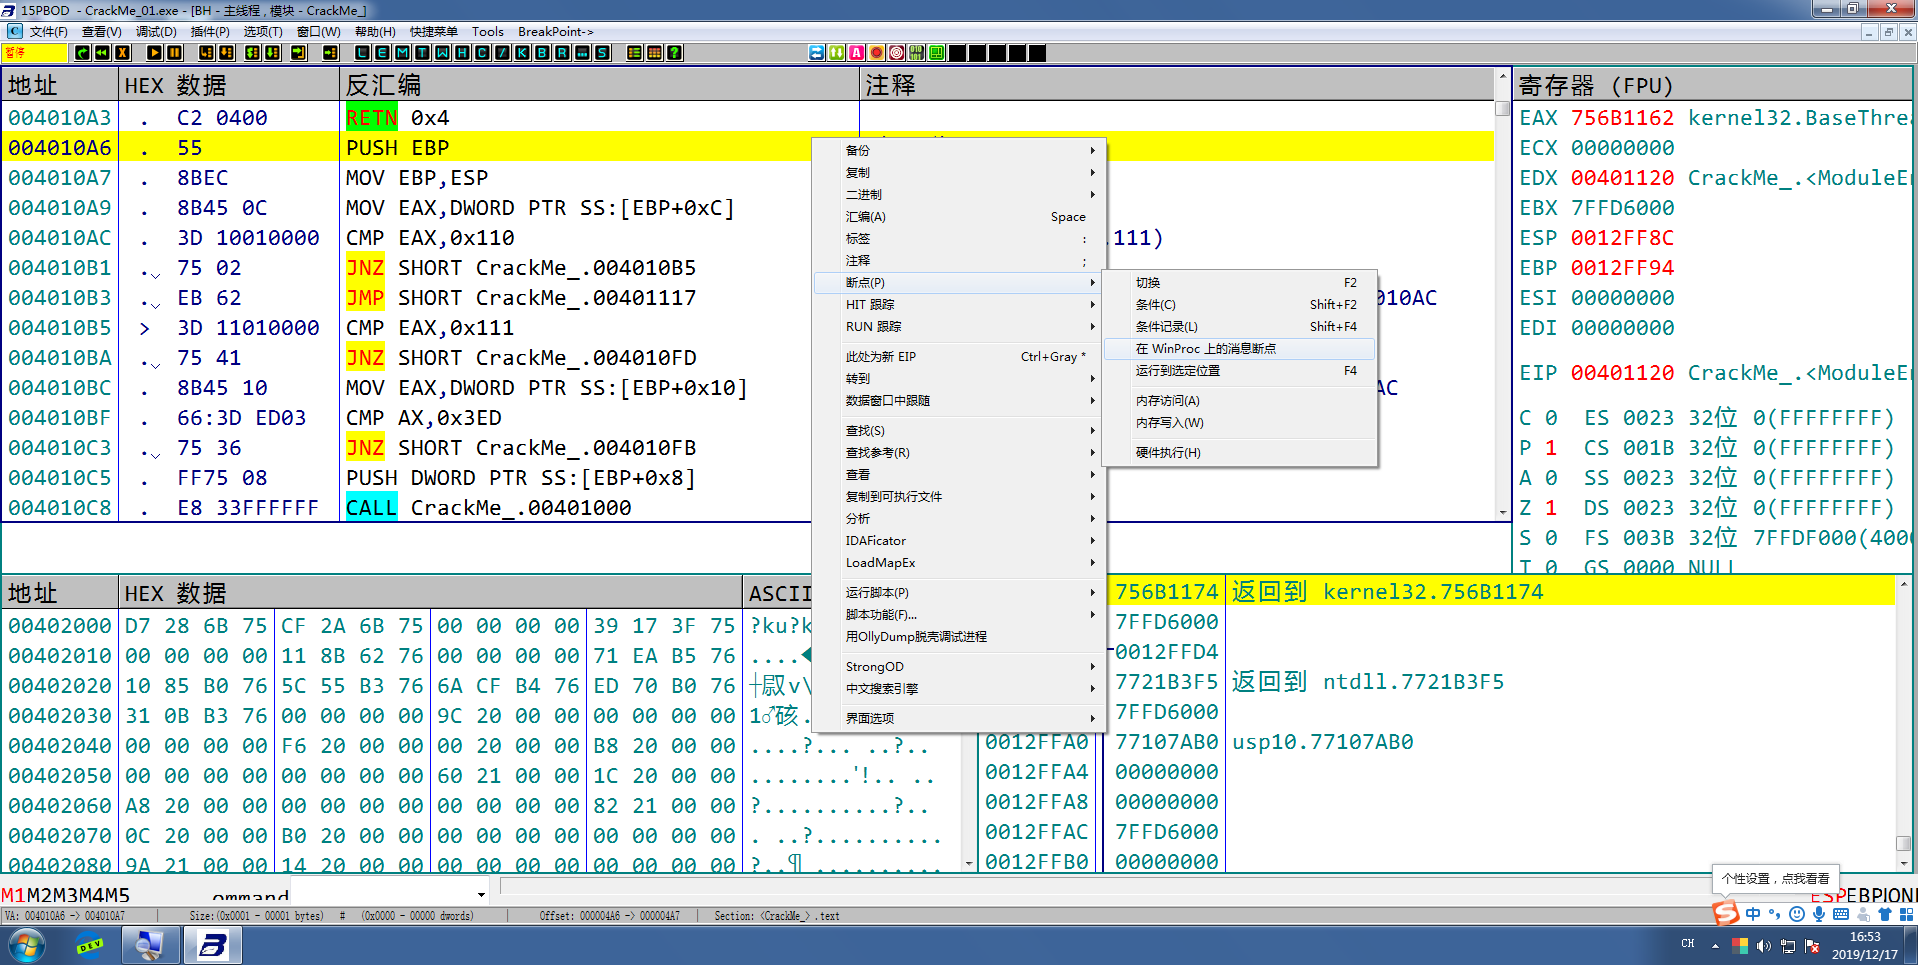 15PBOD - CrackMe_01.exe - [BH - 主线程 , 模块 - CrackMe_]
文件(F) 查看(V) 调试(D) 插件(P) 选项(T) 窗口(W) 帮助(H) 快捷菜单 Tools BreakPoint->
暂停
L E M T W H C / K B R ... S
地址 HEX 数据 反汇编 注释
004010A3 . C2 0400 RETN 0x4
004010A6 . 55 PUSH EBP
004010A7 . 8BEC MOV EBP,ESP
004010A9 . 8B45 0C MOV EAX,DWORD PTR SS:[EBP+0xC]
004010AC . 3D 10010000 CMP EAX,0x110
.111)
004010B1 . 75 02 JNZ SHORT CrackMe_.004010B5
004010B3 . EB 62 JMP SHORT CrackMe_.00401117
010AC
004010B5 > 3D 11010000 CMP EAX,0x111
004010BA . 75 41 JNZ SHORT CrackMe_.004010FD
004010BC . 8B45 10 MOV EAX,DWORD PTR SS:[EBP+0x10]
AC
004010BF . 66:3D ED03 CMP AX,0x3ED
004010C3 . 75 36 JNZ SHORT CrackMe_.004010FB
004010C5 . FF75 08 PUSH DWORD PTR SS:[EBP+0x8]
004010C8 . E8 33FFFFFF CALL CrackMe_.00401000
备份
复制
二进制
汇编(A) Space
标签 :
注释 ;
断点(P)
HIT 跟踪
RUN 跟踪
此处为新 EIP Ctrl+Gray *
转到
数据窗口中跟随
查找(S)
查找参考(R)
查看
复制到可执行文件
分析
IDAFicator
LoadMapEx
运行脚本(P)
脚本功能(F)...
用OllyDump脱壳调试进程
StrongOD
中文搜索引擎
界面选项
切换 F2
条件(C) Shift+F2
条件记录(L) Shift+F4
在 WinProc 上的消息断点
运行到选定位置 F4
内存访问(A)
内存写入(W)
硬件执行(H)
寄存器 (FPU)
EAX 756B1162 kernel32.BaseThre
ECX 00000000
EDX 00401120 CrackMe_.<ModuleE
EBX 7FFD6000
ESP 0012FF8C
EBP 0012FF94
ESI 00000000
EDI 00000000
EIP 00401120 CrackMe_.<ModuleE
C 0 ES 0023 32位 0(FFFFFFFF)
P 1 CS 001B 32位 0(FFFFFFFF)
A 0 SS 0023 32位 0(FFFFFFFF)
Z 1 DS 0023 32位 0(FFFFFFFF)
S 0 FS 003B 32位 7FFDF000(400
T 0 GS 0000 NULL
地址 HEX 数据 ASCII
00402000 D7 28 6B 75 CF 2A 6B 75 00 00 00 00 39 17 3F 75 ?ku?k
00402010 00 00 00 00 11 8B 62 76 00 00 00 00 71 EA B5 76 ....◄
00402020 10 85 B0 76 5C 55 B3 76 6A CF B4 76 ED 70 B0 76
00402030 31 0B B3 76 00 00 00 00 9C 20 00 00 00 00 00 00 1♂硋.
00402040 00 00 00 00 F6 20 00 00 00 20 00 00 B8 20 00 00 ....?... ..?..
00402050 00 00 00 00 00 00 00 00 60 21 00 00 1C 20 00 00 ........'!.. ..
00402060 A8 20 00 00 00 00 00 00 00 00 00 00 82 21 00 00 ?..........?..
00402070 0C 20 00 00 B0 20 00 00 00 00 00 00 00 00 00 00 . ..?..........
00402080 9A 21 00 00 14 20 00 00 00 00 00 00 00 00 00 00 ?..¶ ..........
756B1174 返回到 kernel32.756B1174
7FFD6000
0012FFD4
7721B3F5 返回到 ntdll.7721B3F5
7FFD6000
0012FFA0 77107AB0 usp10.77107AB0
0012FFA4 00000000
0012FFA8 00000000
0012FFAC 7FFD6000
0012FFB0 00000000
M1M2M3M4M5 ommand
ESPEBPION
个性设置，点我看看
VA: 004010A6 -> 004010A7 Size:(0x0001 - 00001 bytes) # (0x0000 - 00000 dwords) Offset: 000004A6 -> 000004A7 Section: <CrackMe_> .text
S 中
DEV
CH
16:53
2019/12/17